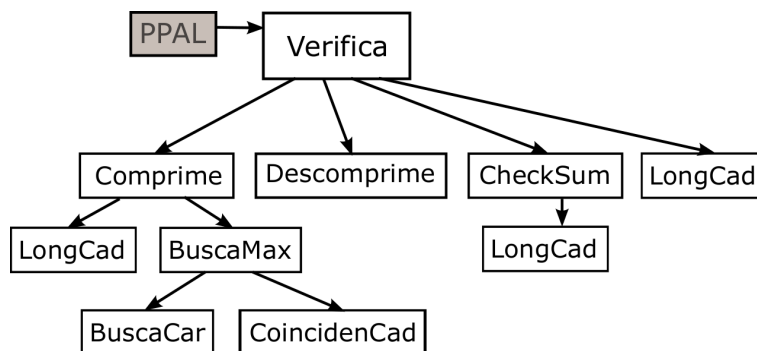 PPAL
Verifica
Comprime
Descomprime
CheckSum
LongCad
LongCad
BuscaMax
LongCad
BuscaCar
CoincidenCad